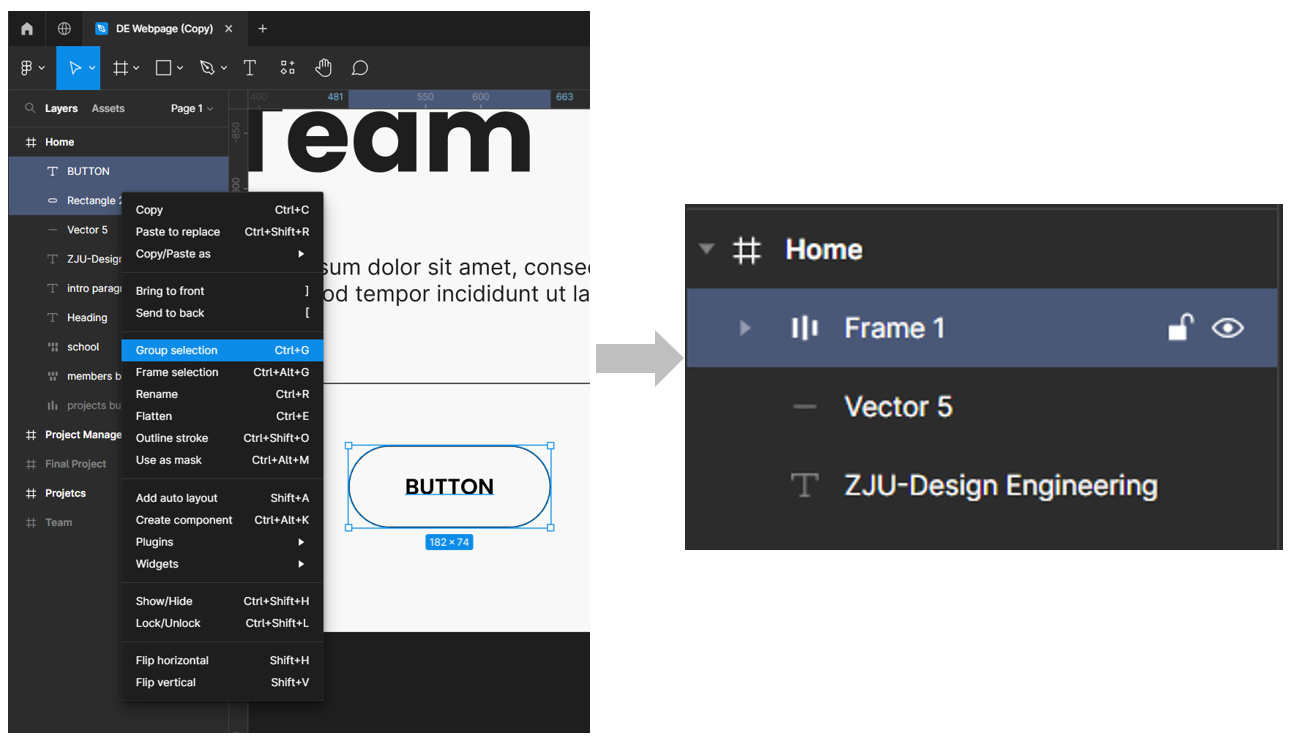 DE Webpage (Copy)
Layers Assets Page 1
400 481 550 600 663
-850
Team
Home
BUTTON
Rectangle
Vector 5
ZJU-Design
intro paragu
Heading
school
members b
projects bu
Project Manage
Final Project
Projetcs
Team
Copy Ctrl+C
Paste to replace Ctrl+Shift+R
Copy/Paste as
Bring to front ]
Send to back [
Group selection Ctrl+G
Frame selection Ctrl+Alt+G
Rename Ctrl+R
Flatten Ctrl+E
Outline stroke Ctrl+Shift+O
Use as mask Ctrl+Alt+M
Add auto layout Shift+A
Create component Ctrl+Alt+K
Plugins
Widgets
Show/Hide Ctrl+Shift+H
Lock/Unlock Ctrl+Shift+L
Flip horizontal Shift+H
Flip vertical Shift+V
sum dolor sit amet, consec
od tempor incididunt ut la
BUTTON
182 × 74
Home
Frame 1
Vector 5
ZJU-Design Engineering